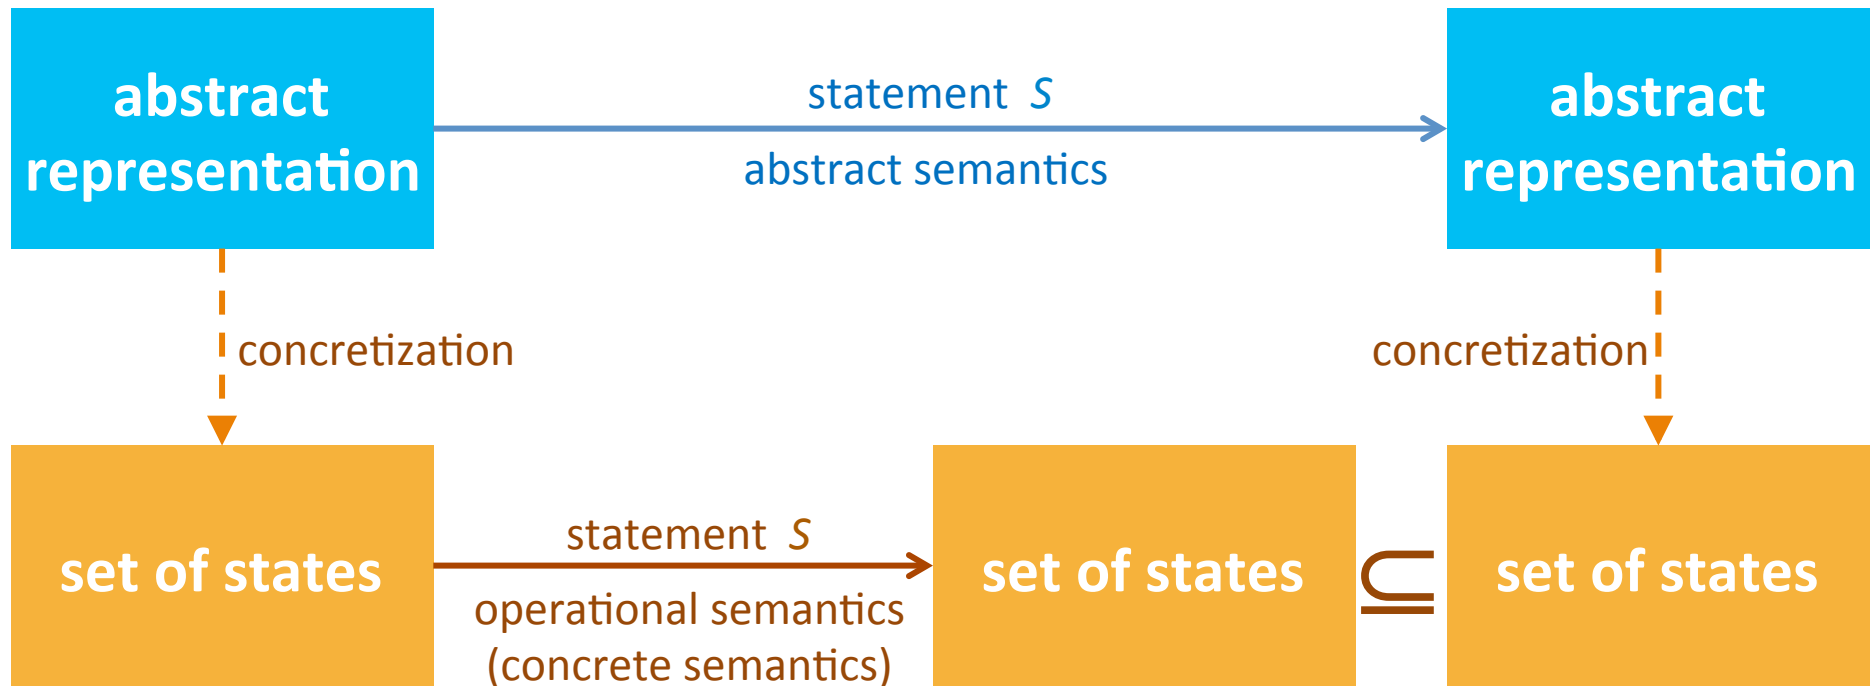 abstract
representation
statement S
abstract semantics
abstract
representation
concretization
concretization
set of states
statement S
operational semantics
(concrete semantics)
set of states
⊆
set of states